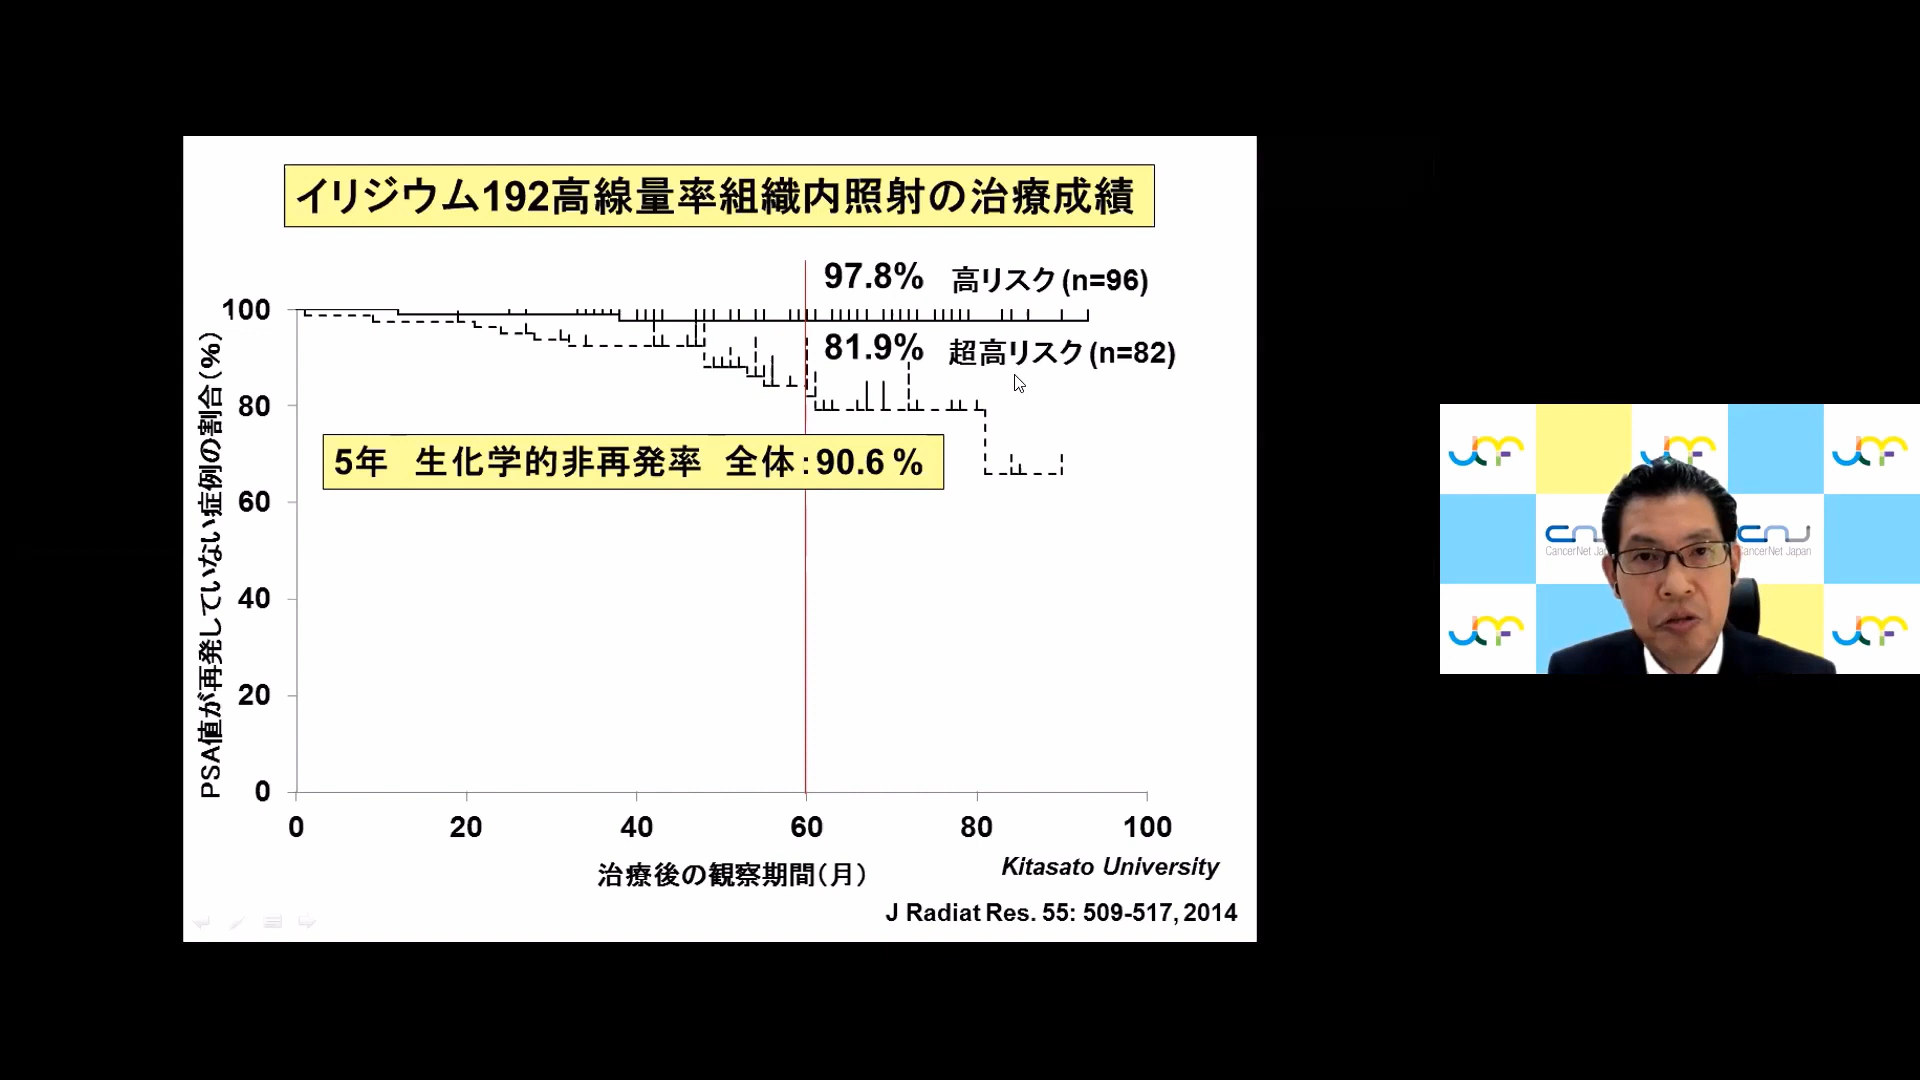 イリジウム192高線量率組織内照射の治療成績
97.8% 高リスク(n=96)
81.9% 超高リスク(n=82)
5年 生化学的非再発率 全体:90.6%
PSA値が再発していない症例の割合(%)
100
80
60
40
20
0
0 20 40 60 80 100
治療後の観察期間(月)
Kitasato University
J Radiat Res. 55: 509-517, 2014
CancerNet Japan